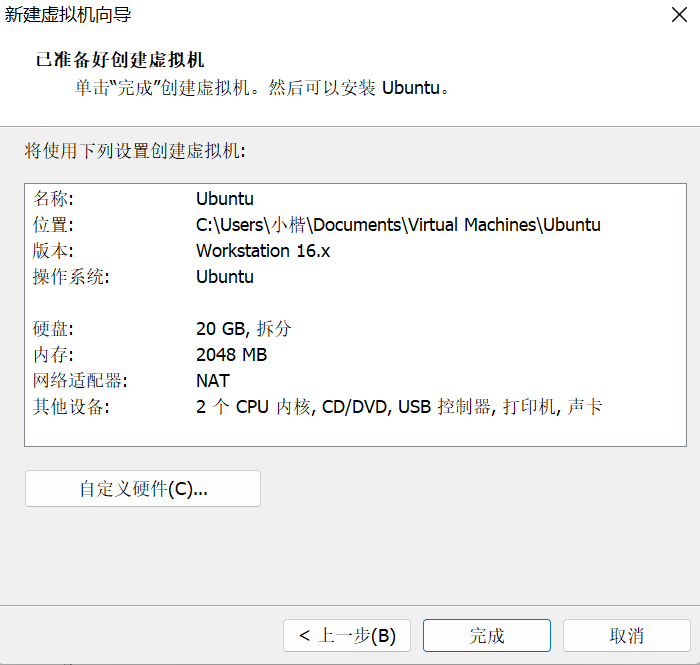 新建虚拟机向导
已准备好创建虚拟机
单击“完成”创建虚拟机。然后可以安装 Ubuntu。
将使用下列设置创建虚拟机:
名称: Ubuntu
位置: C:\Users\小楷\Documents\Virtual Machines\Ubuntu
版本: Workstation 16.x
操作系统: Ubuntu
硬盘: 20 GB, 拆分
内存: 2048 MB
网络适配器: NAT
其他设备: 2 个 CPU 内核, CD/DVD, USB 控制器, 打印机, 声卡
自定义硬件(C)...
< 上一步(B) 完成 取消